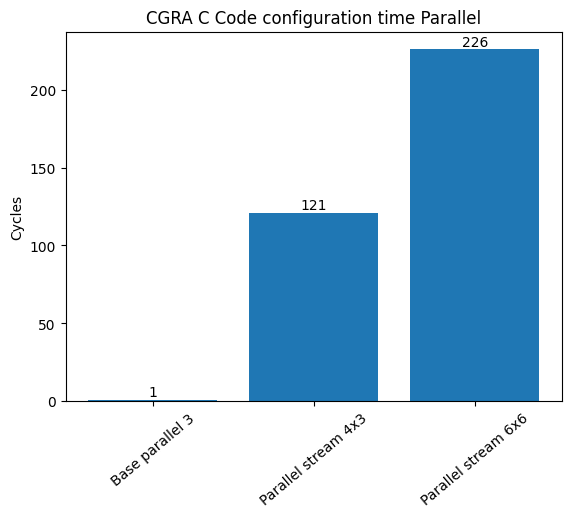 CGRA C Code configuration time Parallel
226
200
150
121
100
50
1
0
Cycles
Base parallel 3
Parallel stream 4x3
Parallel stream 6x6